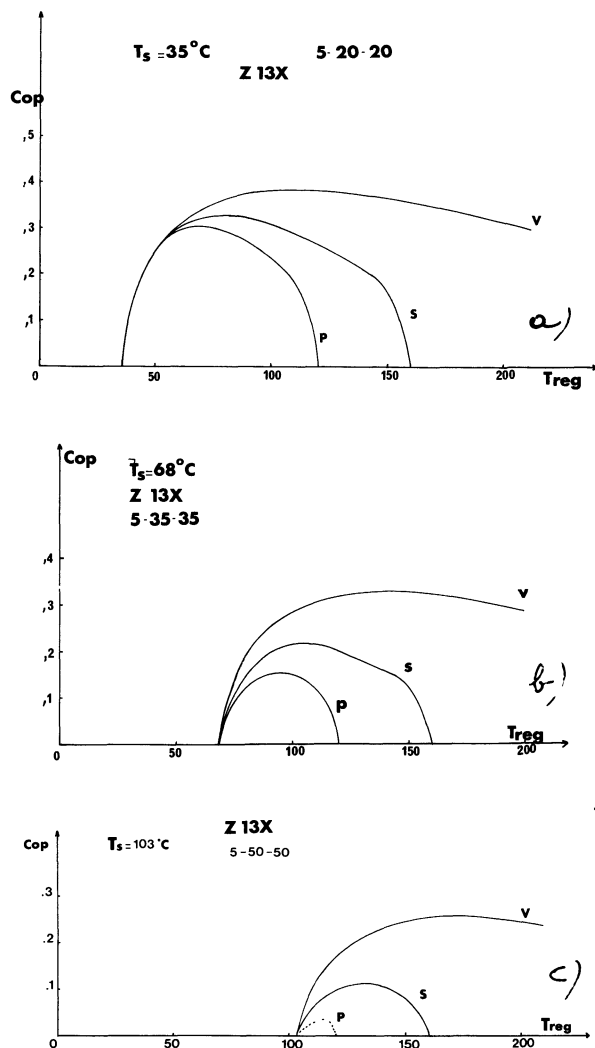 Ts = 35°C 5-20-20
Z 13X
Cop
,5
,4
,3
,2
,1
V
S
P
a)
0 50 100 150 200
Treg
Cop
Ts=68°C
Z 13X
5-35-35
,4
,3
,2
,1
V
S
P
b)
Treg
50 100 150 200
Z 13X
Cop Ts = 103°C 5-50-50
.3
.2
.1
V
S
P
c)
Treg
0 50 100 150 200